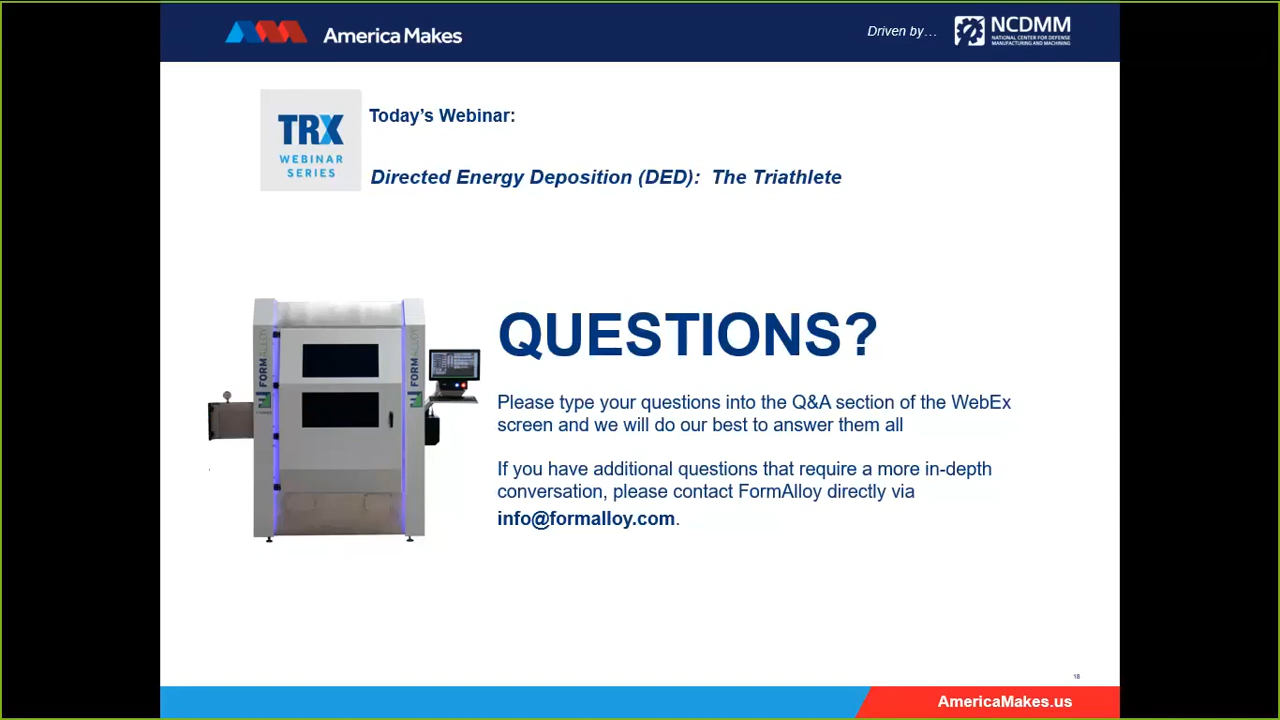 America Makes
Driven by…
NCDMM
NATIONAL CENTER FOR DEFENSE
MANUFACTURING AND MACHINING
TRX
WEBINAR
SERIES
Today's Webinar:
Directed Energy Deposition (DED):  The Triathlete
FORMALLOY
FORMALLOY
QUESTIONS?
Please type your questions into the Q&A section of the WebEx
screen and we will do our best to answer them all
If you have additional questions that require a more in-depth
conversation, please contact FormAlloy directly via
info@formalloy.com.
18
AmericaMakes.us